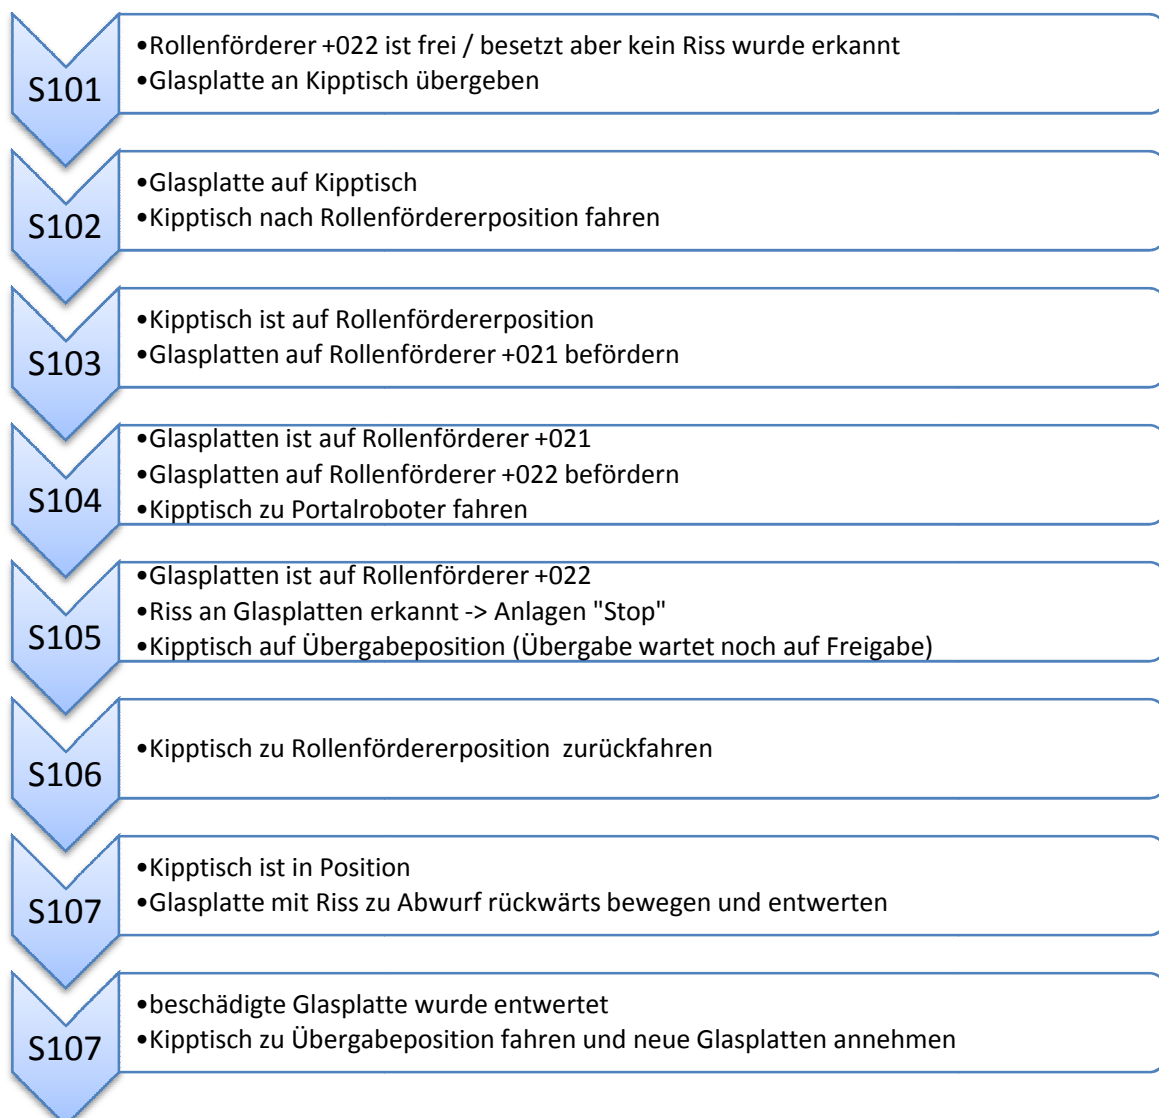 S101
•Rollenförderer +022 ist frei / besetzt aber kein Riss wurde erkannt
•Glasplatte an Kipptisch übergeben
S102
•Glasplatte auf Kipptisch
•Kipptisch nach Rollenfördererposition fahren
S103
•Kipptisch ist auf Rollenfördererposition
•Glasplatten auf Rollenförderer +021 befördern
S104
•Glasplatten ist auf Rollenförderer +021
•Glasplatten auf Rollenförderer +022 befördern
•Kipptisch zu Portalroboter fahren
S105
•Glasplatten ist auf Rollenförderer +022
•Riss an Glasplatten erkannt -> Anlagen "Stop"
•Kipptisch auf Übergabeposition (Übergabe wartet noch auf Freigabe)
S106
•Kipptisch zu Rollenfördererposition  zurückfahren
S107
•Kipptisch ist in Position
•Glasplatte mit Riss zu Abwurf rückwärts bewegen und entwerten
S107
•beschädigte Glasplatte wurde entwertet
•Kipptisch zu Übergabeposition fahren und neue Glasplatten annehmen